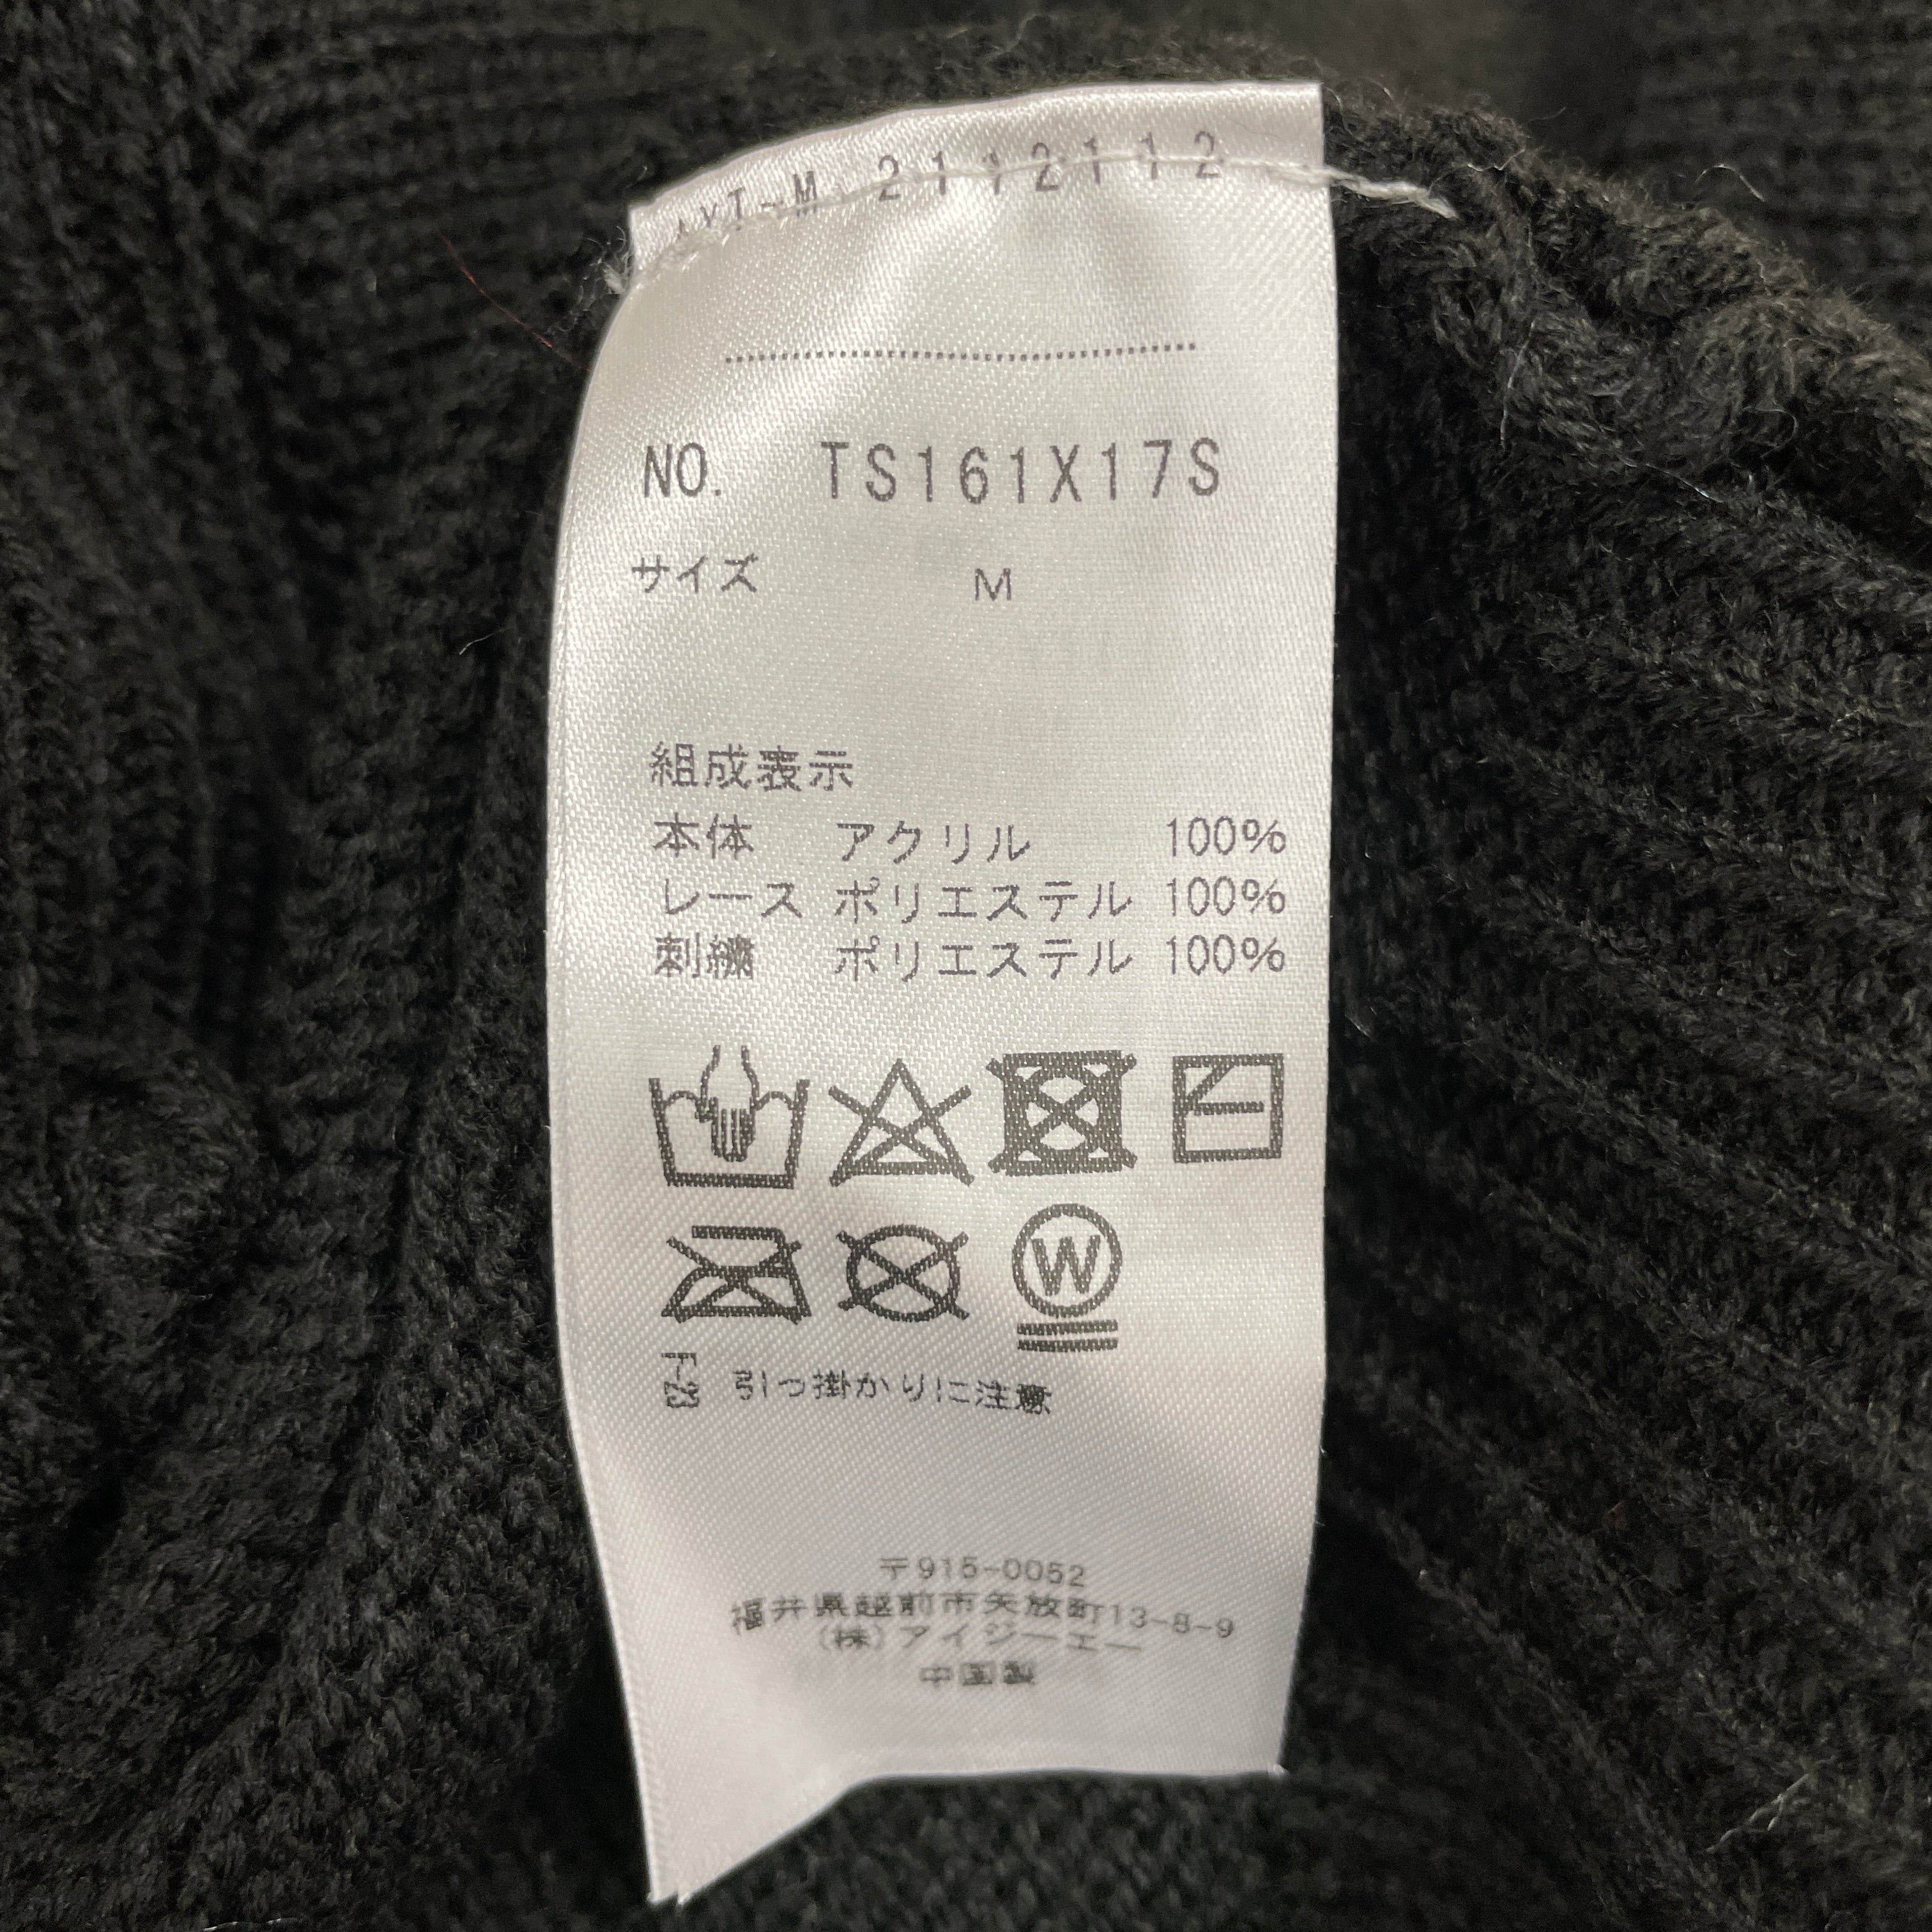 2112112
NO. TS161X17S
サイズ M
組成表示
本体 アクリル 100%
レース ポリエステル 100%
刺繍 ポリエステル 100%
W
F-23 引っ掛かりに注意
〒915-0052
福井県越前市矢放町13-8-9
(株)アイジーエー
中国製